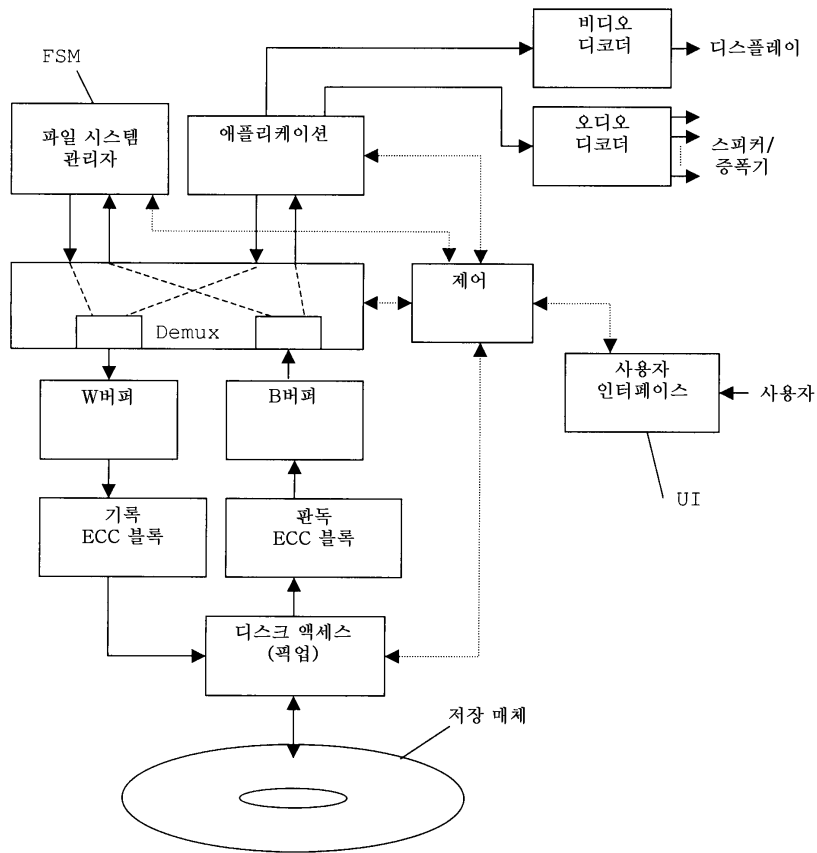 비디오
디코더
디스플레이
FSM
파일 시스템
관리자
애플리케이션
오디오
디코더
스피커/
증폭기
제어
Demux
사용자
인터페이스
사용자
W버퍼
B버퍼
UI
기록
ECC 블록
판독
ECC 블록
디스크 액세스
(픽업)
저장 매체